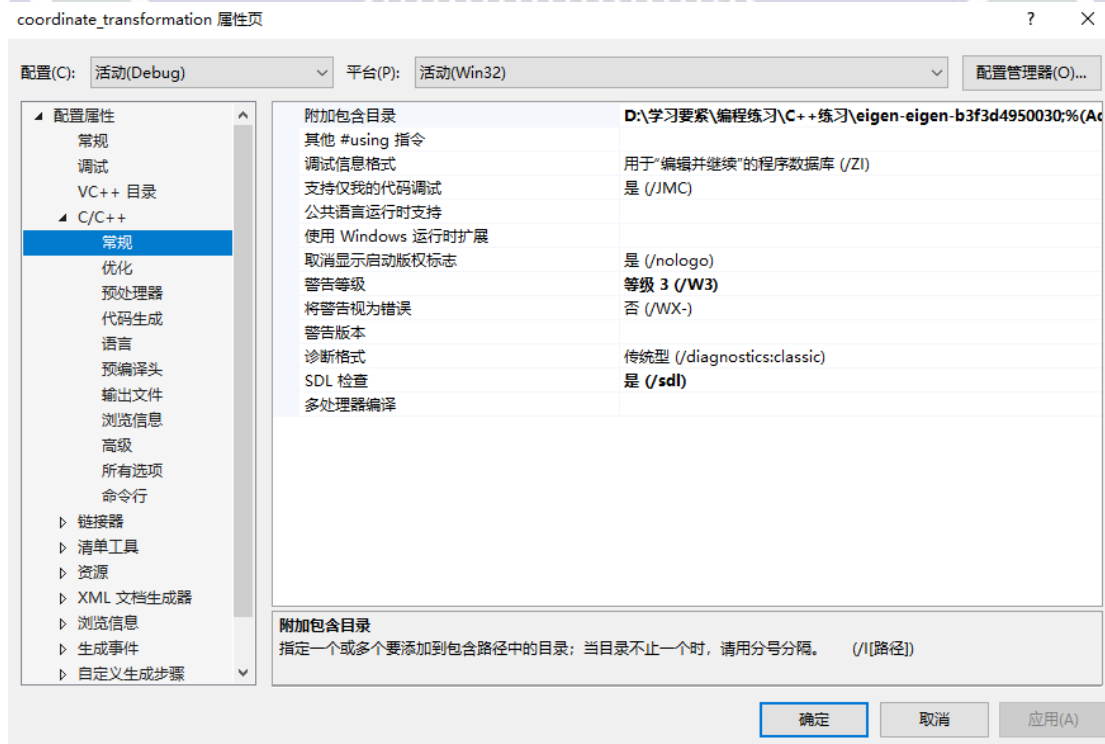 coordinate_transformation 属性页
? ×
配置(C): 活动(Debug) 平台(P): 活动(Win32) 配置管理器(O)...
配置属性
常规
调试
VC++ 目录
C/C++
常规
优化
预处理器
代码生成
语言
预编译头
输出文件
浏览信息
高级
所有选项
命令行
链接器
清单工具
资源
XML 文档生成器
浏览信息
生成事件
自定义生成步骤
附加包含目录 D:\学习要紧\编程练习\C++练习\eigen-eigen-b3f3d4950030;%(Ad
其他 #using 指令
调试信息格式 用于“编辑并继续”的程序数据库 (/ZI)
支持仅我的代码调试 是 (/JMC)
公共语言运行时支持
使用 Windows 运行时扩展
取消显示启动版权标志 是 (/nologo)
警告等级 等级 3 (/W3)
将警告视为错误 否 (/WX-)
警告版本
诊断格式 传统型 (/diagnostics:classic)
SDL 检查 是 (/sdl)
多处理器编译
附加包含目录
指定一个或多个要添加到包含路径中的目录；当目录不止一个时，请用分号分隔。 (/I[路径])
确定 取消 应用(A)